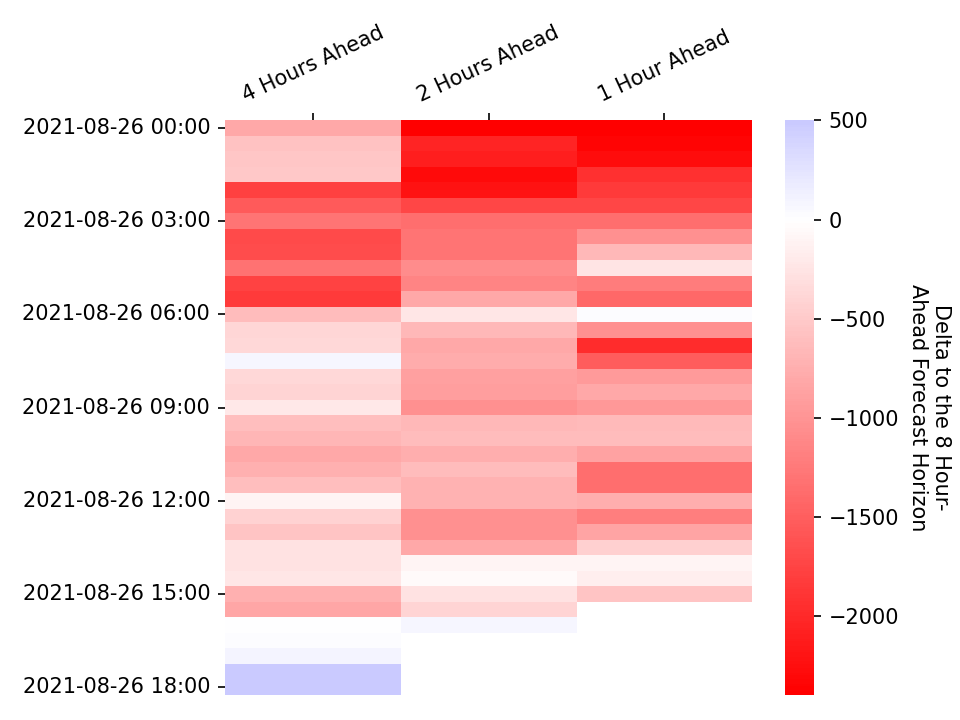 4 Hours Ahead
2 Hours Ahead
1 Hour Ahead
2021-08-26 00:00
2021-08-26 03:00
2021-08-26 06:00
2021-08-26 09:00
2021-08-26 12:00
2021-08-26 15:00
2021-08-26 18:00
500
0
−500
−1000
−1500
−2000
Delta to the 8 Hour-
Ahead Forecast Horizon